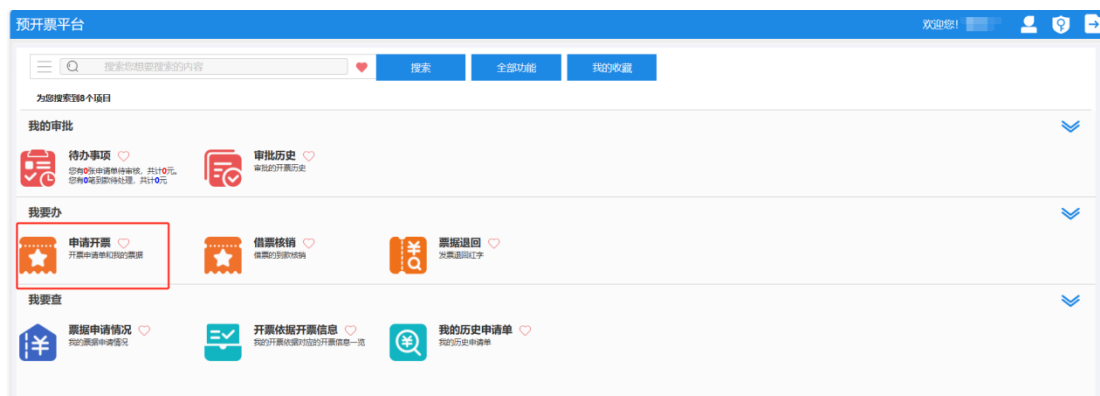 预开票平台
欢迎您!
搜索您想要搜索的内容
搜索
全部功能
我的收藏
为您搜索到8个项目
我的审批
待办事项
您有0张申请单待审核，共计0元。
您有0笔到款待处理，共计0元
审批历史
审批的开票历史
我要办
申请开票
开票申请单和我的票据
借票核销
借票的到款核销
票据退回
发票退回红字
我要查
票据申请情况
我的票据申请情况
开票依据开票信息
我的开票依据对应的开票信息一览
我的历史申请单
我的历史申请单